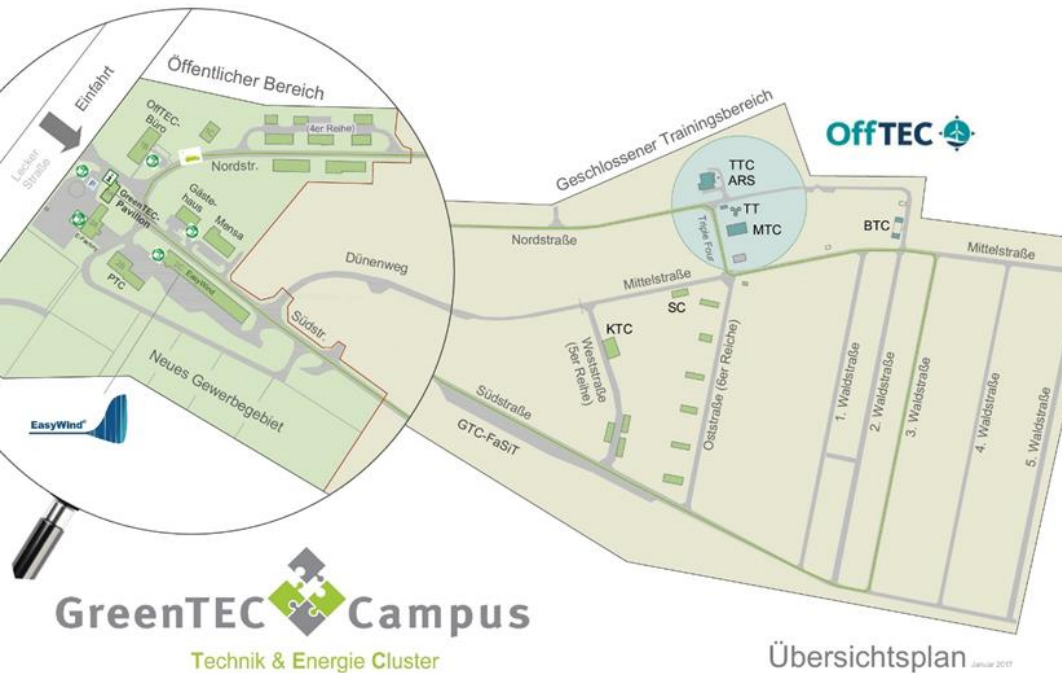 Öffentlicher Bereich
Einfahrt
Lecker
Straße
OffTEC-
Büro
(4er Reihe)
Nordstr.
GreenTEC-
Pavillon
Gäste-
haus
Mensa
PTC
EasyWind
Südstr.
Neues Gewerbegebiet
EasyWind®
Dünenweg
Geschlossener Trainingsbereich
OffTEC
TTC
ARS
TT
MTC
Triple Four
BTC
Nordstraße
Mittelstraße
Mittelstraße
SC
KTC
Weststraße
(5er Reihe)
Oststraße (6er Reiche)
Südstraße
GTC-FaSiT
1. Waldstraße
2. Waldstraße
3. Waldstraße
4. Waldstraße
5. Waldstraße
GreenTEC Campus
Technik & Energie Cluster
Übersichtsplan Januar 2017